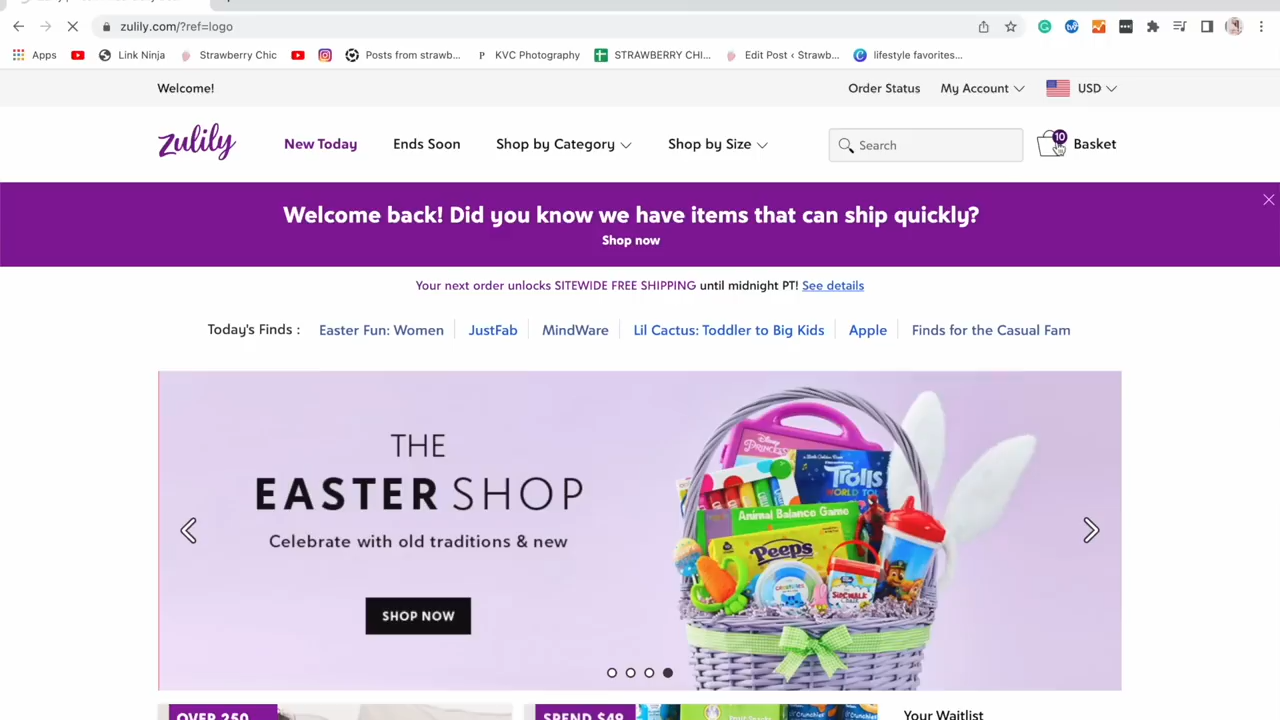 zulily.com/?ref=logo
Apps
Link Ninja
Strawberry Chic
Posts from strawb...
KVC Photography
STRAWBERRY CHI...
Edit Post ‹ Strawb...
lifestyle favorites...
Welcome!
Order Status
My Account
USD
zulily
New Today
Ends Soon
Shop by Category
Shop by Size
Search
10
Basket
Welcome back! Did you know we have items that can ship quickly?
Shop now
Your next order unlocks SITEWIDE FREE SHIPPING until midnight PT! See details
Today's Finds :
Easter Fun: Women
JustFab
MindWare
Lil Cactus: Toddler to Big Kids
Apple
Finds for the Casual Fam
THE
EASTER SHOP
Celebrate with old traditions & new
SHOP NOW
Disney
PRINCESS
Trolls
WORLD TOUR
Animal Balance Game
Peeps
SIDEWALK
OVER 250
SPEND $49
Your Waitlist